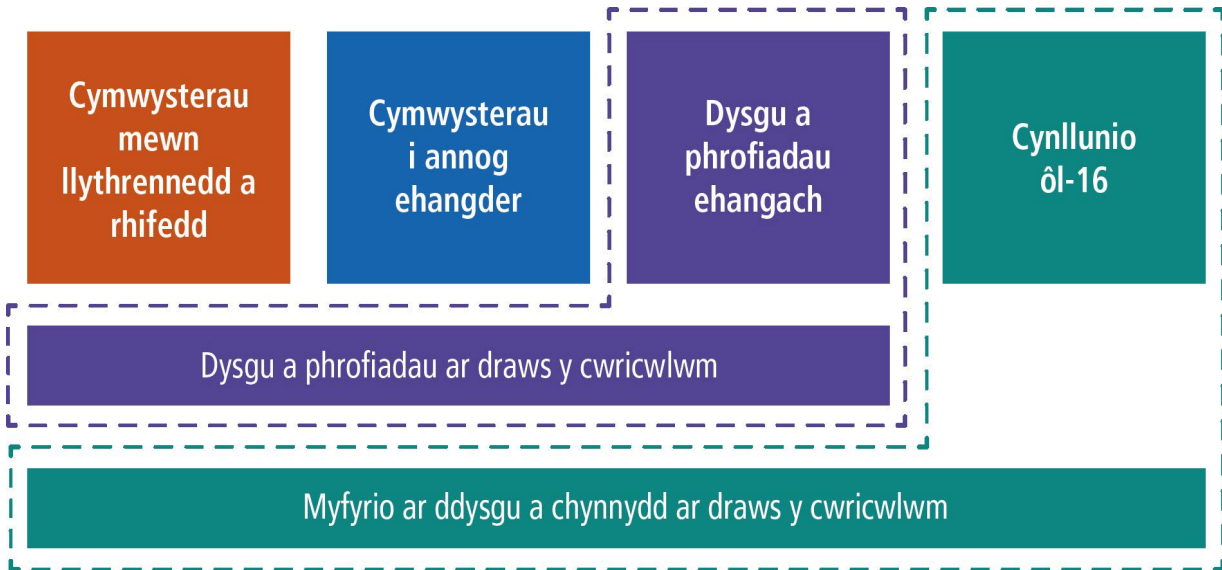 Cymwysterau
mewn
llythrennedd a
rhifedd
Cymwysterau
i annog
ehangder
Dysgu a
phrofiadau
ehangach
Cynllunio
ôl-16
Dysgu a phrofiadau ar draws y cwricwlwm
Myfyrio ar ddysgu a chynnydd ar draws y cwricwlwm